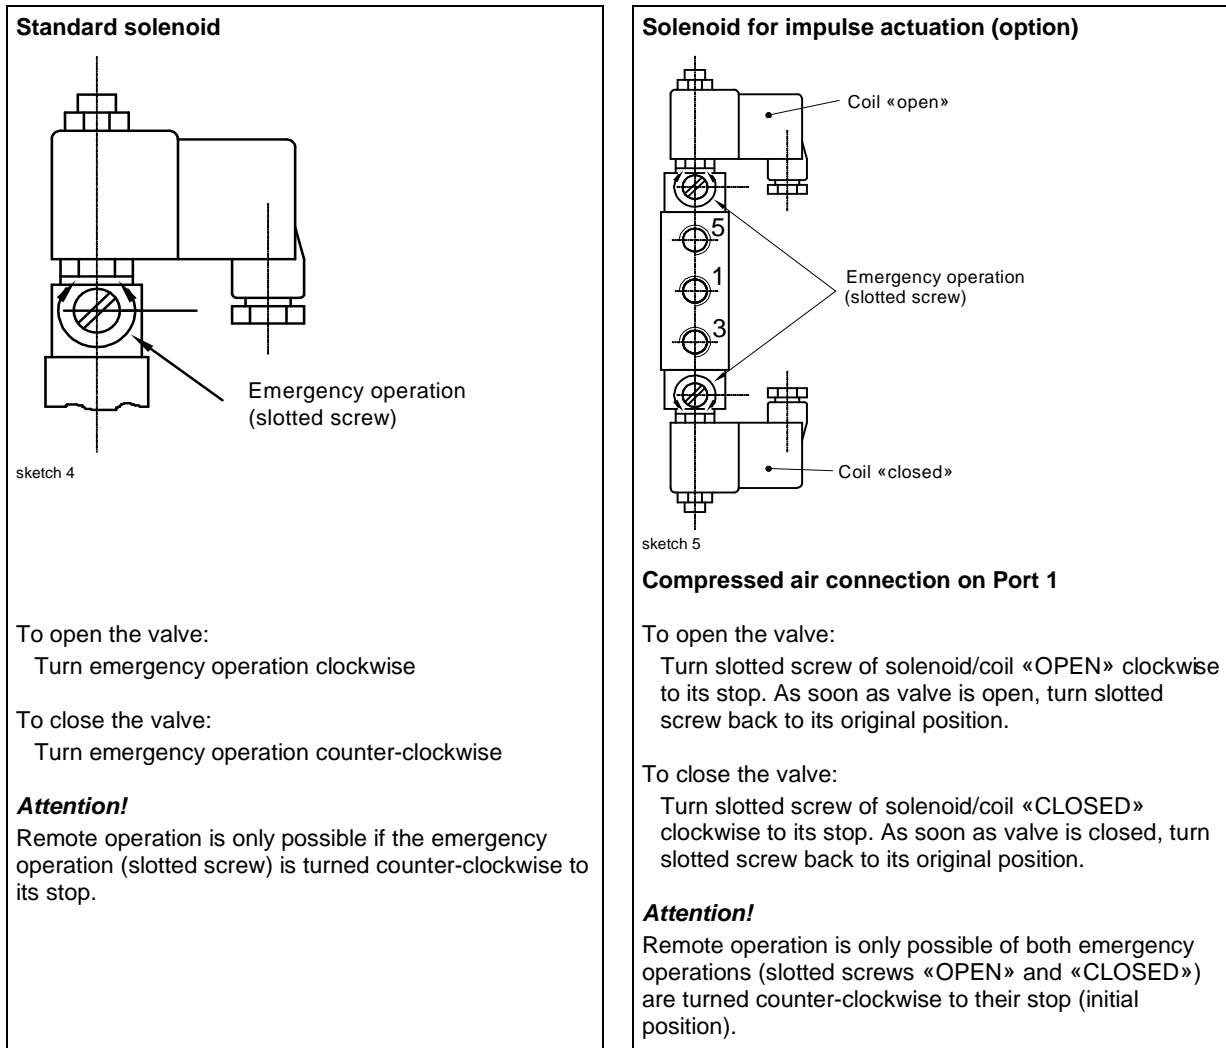 Standard solenoid
Emergency operation
(slotted screw)
sketch 4
To open the valve:
Turn emergency operation clockwise
To close the valve:
Turn emergency operation counter-clockwise
Attention!
Remote operation is only possible if the emergency
operation (slotted screw) is turned counter-clockwise to
its stop.
Solenoid for impulse actuation (option)
Coil «open»
5
1
3
Emergency operation
(slotted screw)
Coil «closed»
sketch 5
Compressed air connection on Port 1
To open the valve:
Turn slotted screw of solenoid/coil «OPEN» clockwise
to its stop. As soon as valve is open, turn slotted
screw back to its original position.
To close the valve:
Turn slotted screw of solenoid/coil «CLOSED»
clockwise to its stop. As soon as valve is closed, turn
slotted screw back to its original position.
Attention!
Remote operation is only possible of both emergency
operations (slotted screws «OPEN» and «CLOSED»)
are turned counter-clockwise to their stop (initial
position).